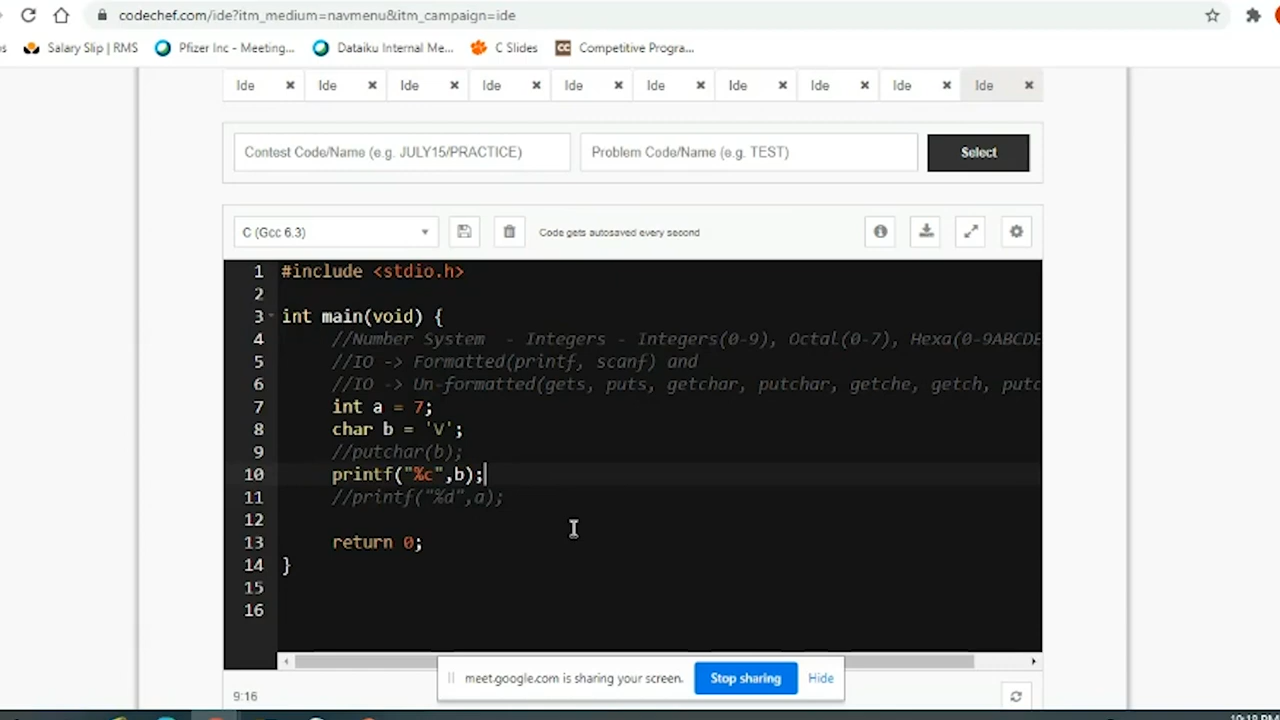 codechef.com/ide?itm_medium=navmenu&itm_campaign=ide
Salary Slip | RMS Pfizer Inc - Meeting... Dataiku Internal Me... C Slides CC Competitive Progra...
Ide Ide Ide Ide Ide Ide Ide Ide Ide Ide
Contest Code/Name (e.g. JULY15/PRACTICE) Problem Code/Name (e.g. TEST) Select
C (Gcc 6.3) Code gets autosaved every second
1 #include <stdio.h>
2
3 int main(void) {
4 //Number System - Integers - Integers(0-9), Octal(0-7), Hexa(0-9ABCDE
5 //IO -> Formatted(printf, scanf) and
6 //IO -> Un-formatted(gets, puts, getchar, putchar, getche, getch, putc
7 int a = 7;
8 char b = 'V';
9 //putchar(b);
10 printf("%c",b);
11 //printf("%d",a);
12
13 return 0;
14 }
15
16
meet.google.com is sharing your screen. Stop sharing Hide
9:16